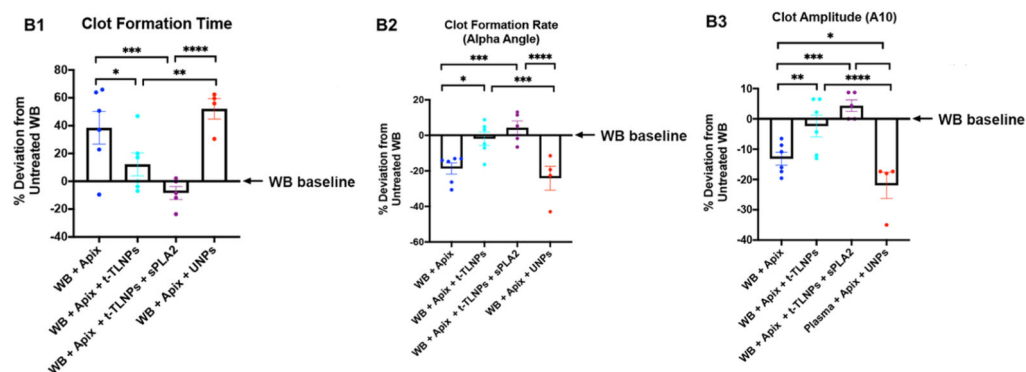 B1
Clot Formation Time
% Deviation from
Untreated WB
80
60
40
20
0
-20
-40
***
****
*
**
WB baseline
WB + Apix
WB + Apix + t-TLNPs
WB + Apix + t-TLNPs + sPLA2
WB + Apix + UNPs
B2
Clot Formation Rate
(Alpha Angle)
% Deviation from
Untreated WB
20
0
-20
-40
-60
***
****
*
***
WB baseline
WB + Apix
WB + Apix + t-TLNPs
WB + Apix + t-TLNPs + sPLA2
WB + Apix + UNPs
B3
Clot Amplitude (A10)
% Deviation from
Untreated WB
10
0
-10
-20
-30
-40
*
***
**
****
WB baseline
WB + Apix
WB + Apix + t-TLNPs
WB + Apix + t-TLNPs + sPLA2
Plasma + Apix + UNPs